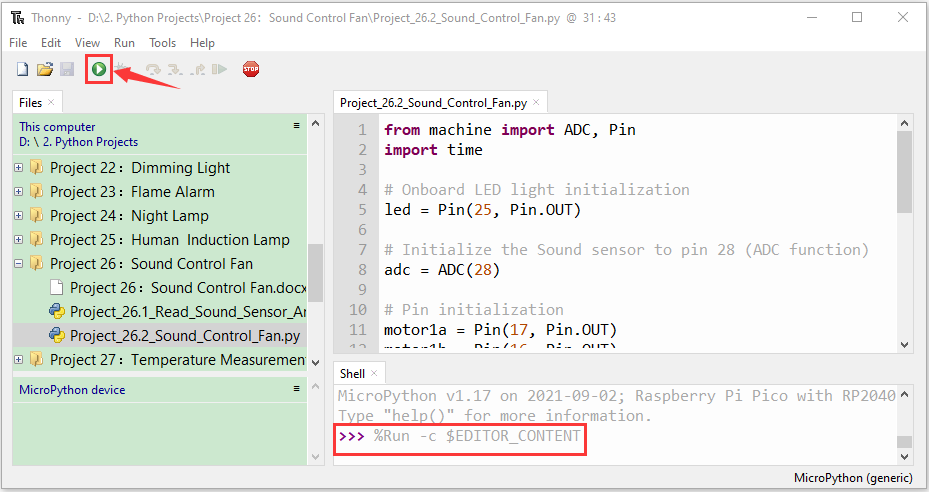 Thonny - D:\2. Python Projects\Project 26：Sound Control Fan\Project_26.2_Sound_Control_Fan.py @ 31 : 43
File Edit View Run Tools Help
STOP
Files ×
This computer
D: \ 2. Python Projects
Project 22：Dimming Light
Project 23：Flame Alarm
Project 24：Night Lamp
Project 25：Human Induction Lamp
Project 26：Sound Control Fan
Project 26：Sound Control Fan.docx
Project_26.1_Read_Sound_Sensor_An
Project_26.2_Sound_Control_Fan.py
Project 27：Temperature Measuremen
MicroPython device
Project_26.2_Sound_Control_Fan.py ×
1 from machine import ADC, Pin
2 import time
3
4 # Onboard LED light initialization
5 led = Pin(25, Pin.OUT)
6
7 # Initialize the Sound sensor to pin 28 (ADC function)
8 adc = ADC(28)
9
10 # Pin initialization
11 motor1a = Pin(17, Pin.OUT)
12 motor1b = Pin(16, Pin.OUT)
Shell ×
MicroPython v1.17 on 2021-09-02; Raspberry Pi Pico with RP2040
Type "help()" for more information.
>>> %Run -c $EDITOR_CONTENT
MicroPython (generic)